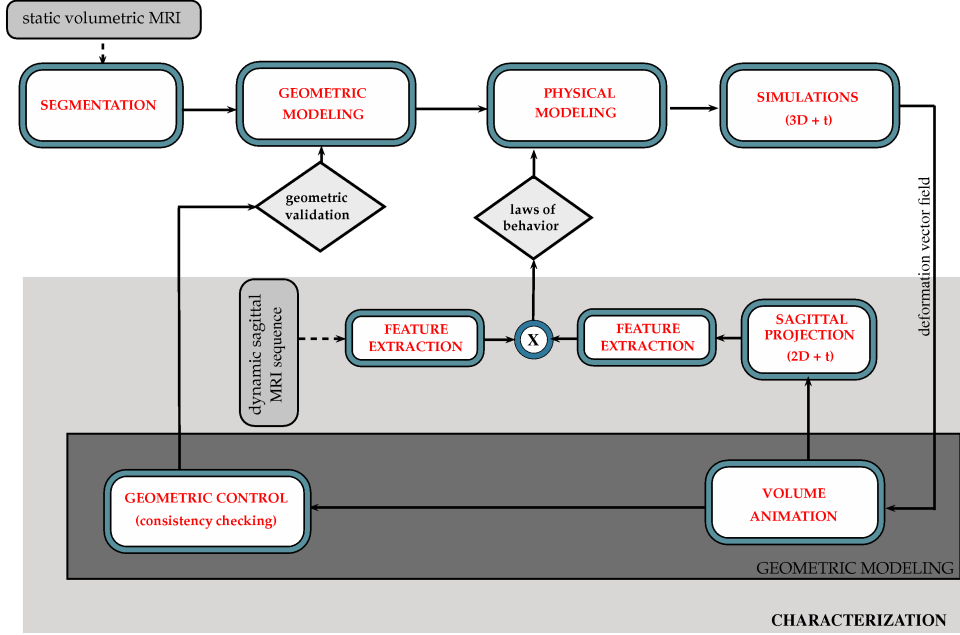 static volumetric MRI
SEGMENTATION
GEOMETRIC
MODELING
PHYSICAL
MODELING
SIMULATIONS
(3D + t)
geometric
validation
laws of
behavior
deformation vector field
dynamic sagittal
MRI sequence
FEATURE
EXTRACTION
X
FEATURE
EXTRACTION
SAGITTAL
PROJECTION
(2D + t)
GEOMETRIC CONTROL
(consistency checking)
VOLUME
ANIMATION
GEOMETRIC MODELING
CHARACTERIZATION